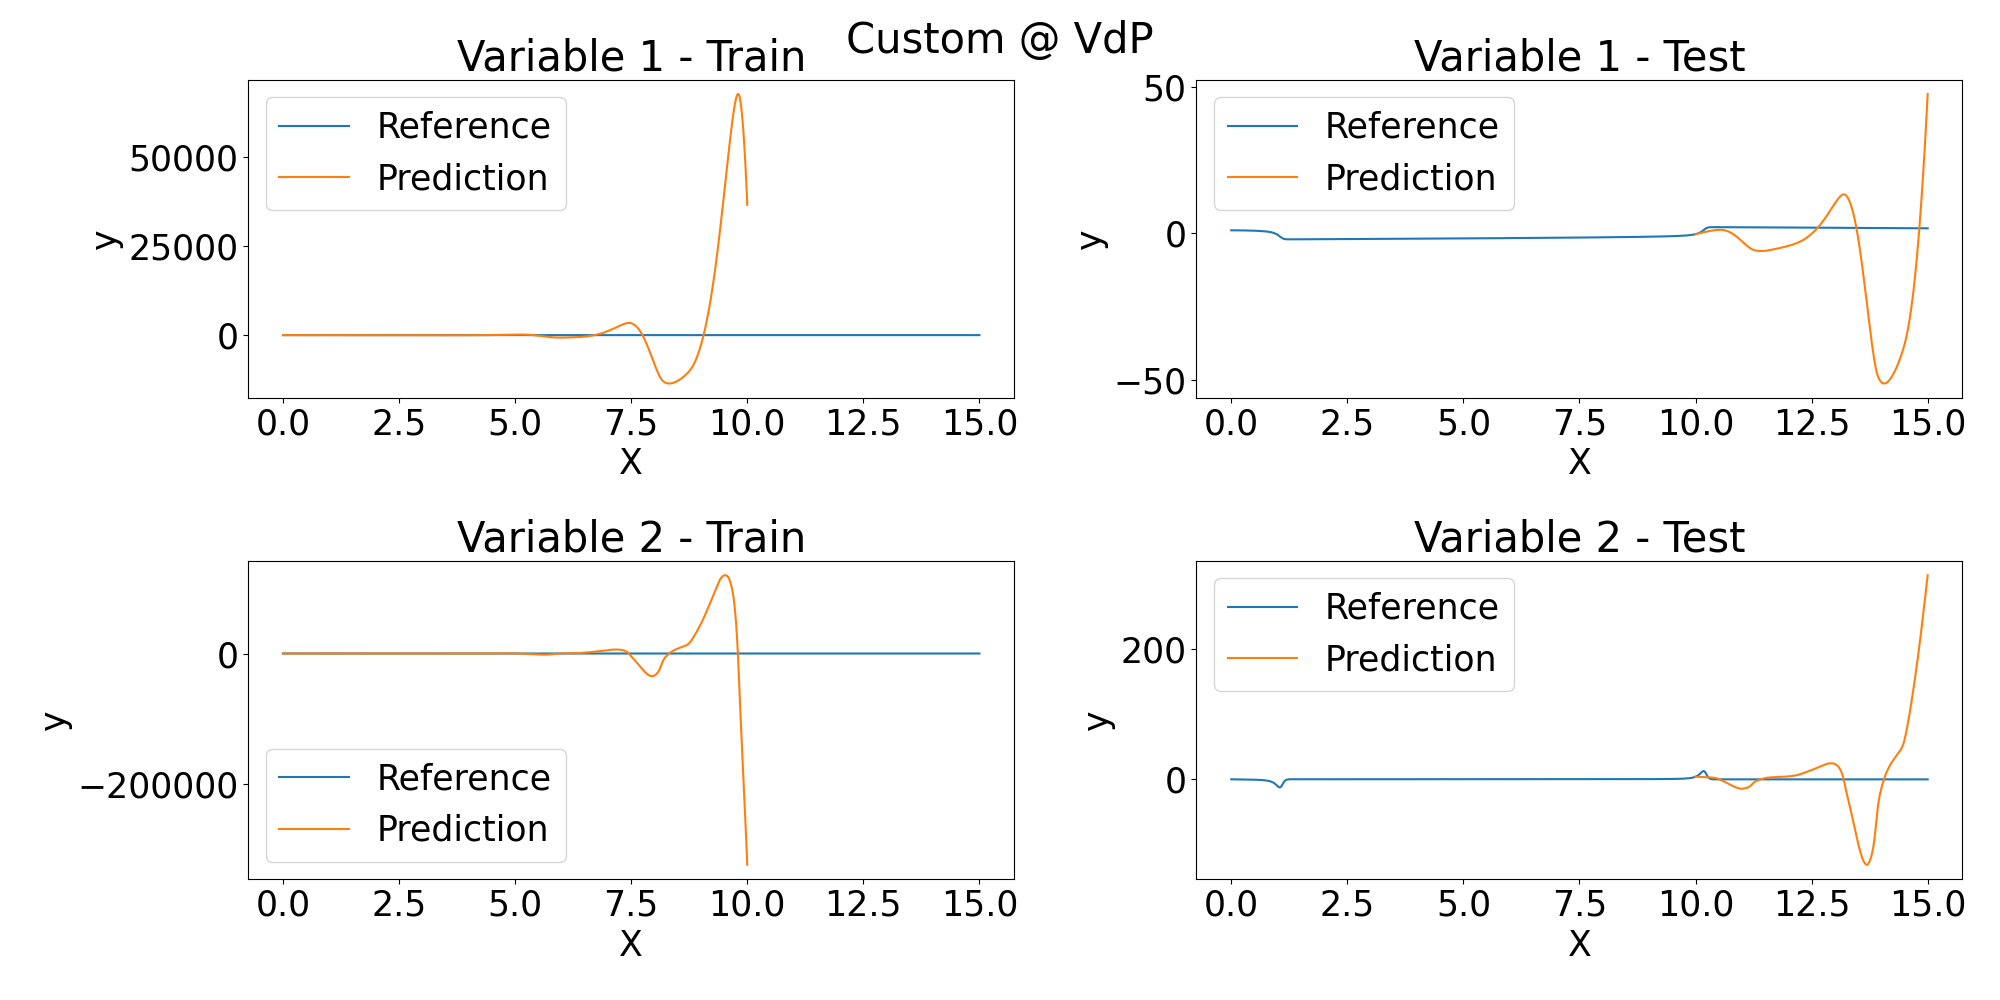 Custom @ VdP
Variable 1 - Train
Reference
Prediction
50000
25000
0
y
0.0 2.5 5.0 7.5 10.0 12.5 15.0
X
Variable 1 - Test
Reference
Prediction
50
0
−50
y
0.0 2.5 5.0 7.5 10.0 12.5 15.0
X
Variable 2 - Train
Reference
Prediction
0
−200000
y
0.0 2.5 5.0 7.5 10.0 12.5 15.0
X
Variable 2 - Test
Reference
Prediction
200
0
y
0.0 2.5 5.0 7.5 10.0 12.5 15.0
X